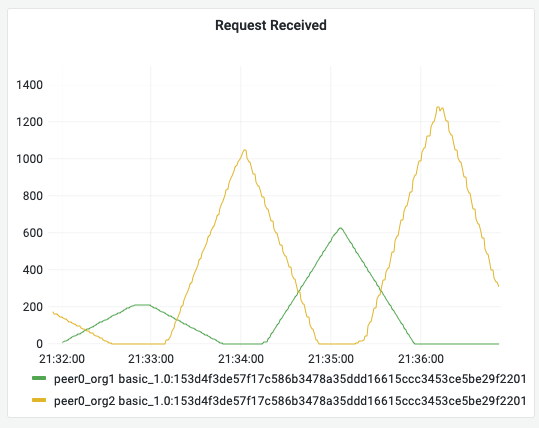 Request Received
1400
1200
1000
800
600
400
200
0
21:32:00 21:33:00 21:34:00 21:35:00 21:36:00
peer0_org1 basic_1.0:153d4f3de57f17c586b3478a35ddd16615ccc3453ce5be29f2201
peer0_org2 basic_1.0:153d4f3de57f17c586b3478a35ddd16615ccc3453ce5be29f2201